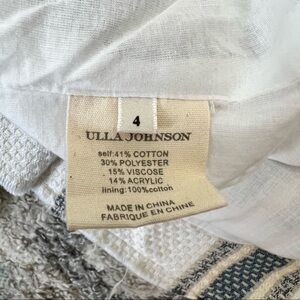 4
ULLA JOHNSON
self:41% COTTON
30% POLYESTER
15% VISCOSE
14% ACRYLIC
lining:100%cotton
MADE IN CHINA
FABRIQUE EN CHINE